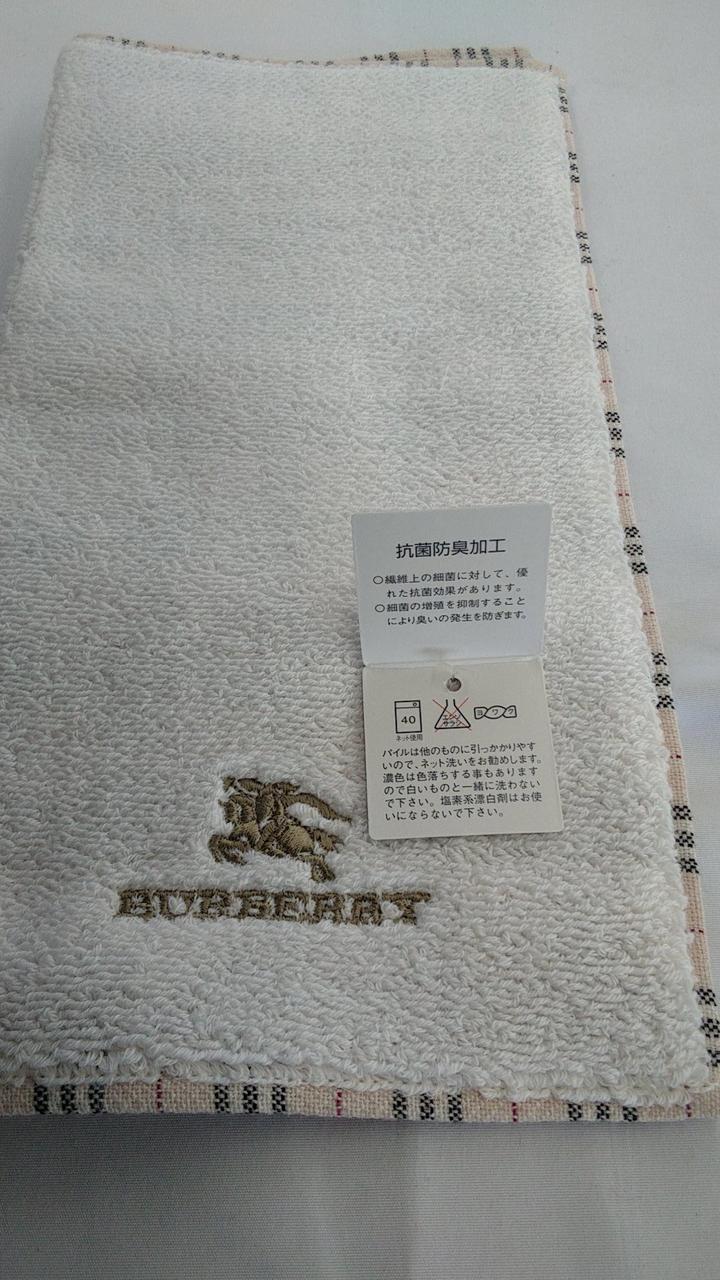 抗菌防臭加工
○繊維上の細菌に対して、優
れた抗菌効果があります。
○細菌の増殖を抑制すること
により臭いの発生を防ぎます。
40
エンソ
サラシ
ヨワク
ネット使用
パイルは他のものに引っかかりやす
いので、ネット洗いをお勧めします。
濃色は色落ちする事もあります
ので白いものと一緒に洗わない
で下さい。塩素系漂白剤はお使
いにならないで下さい。
BURBERRY